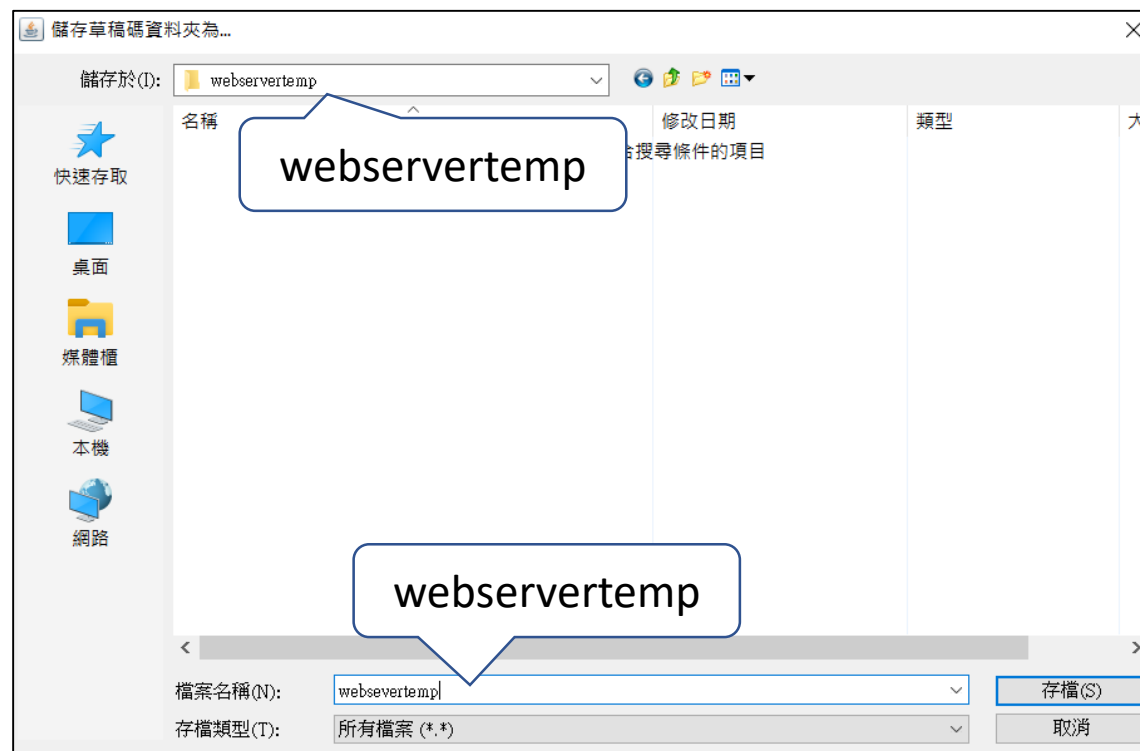 儲存草稿碼資料夾為...
儲存於(I):
webservertemp
名稱
修改日期
類型
webservertemp
合搜尋條件的項目
快速存取
桌面
媒體櫃
本機
網路
webservertemp
檔案名稱(N):
websevertemp
存檔(S)
存檔類型(T):
所有檔案 (*.*)
取消